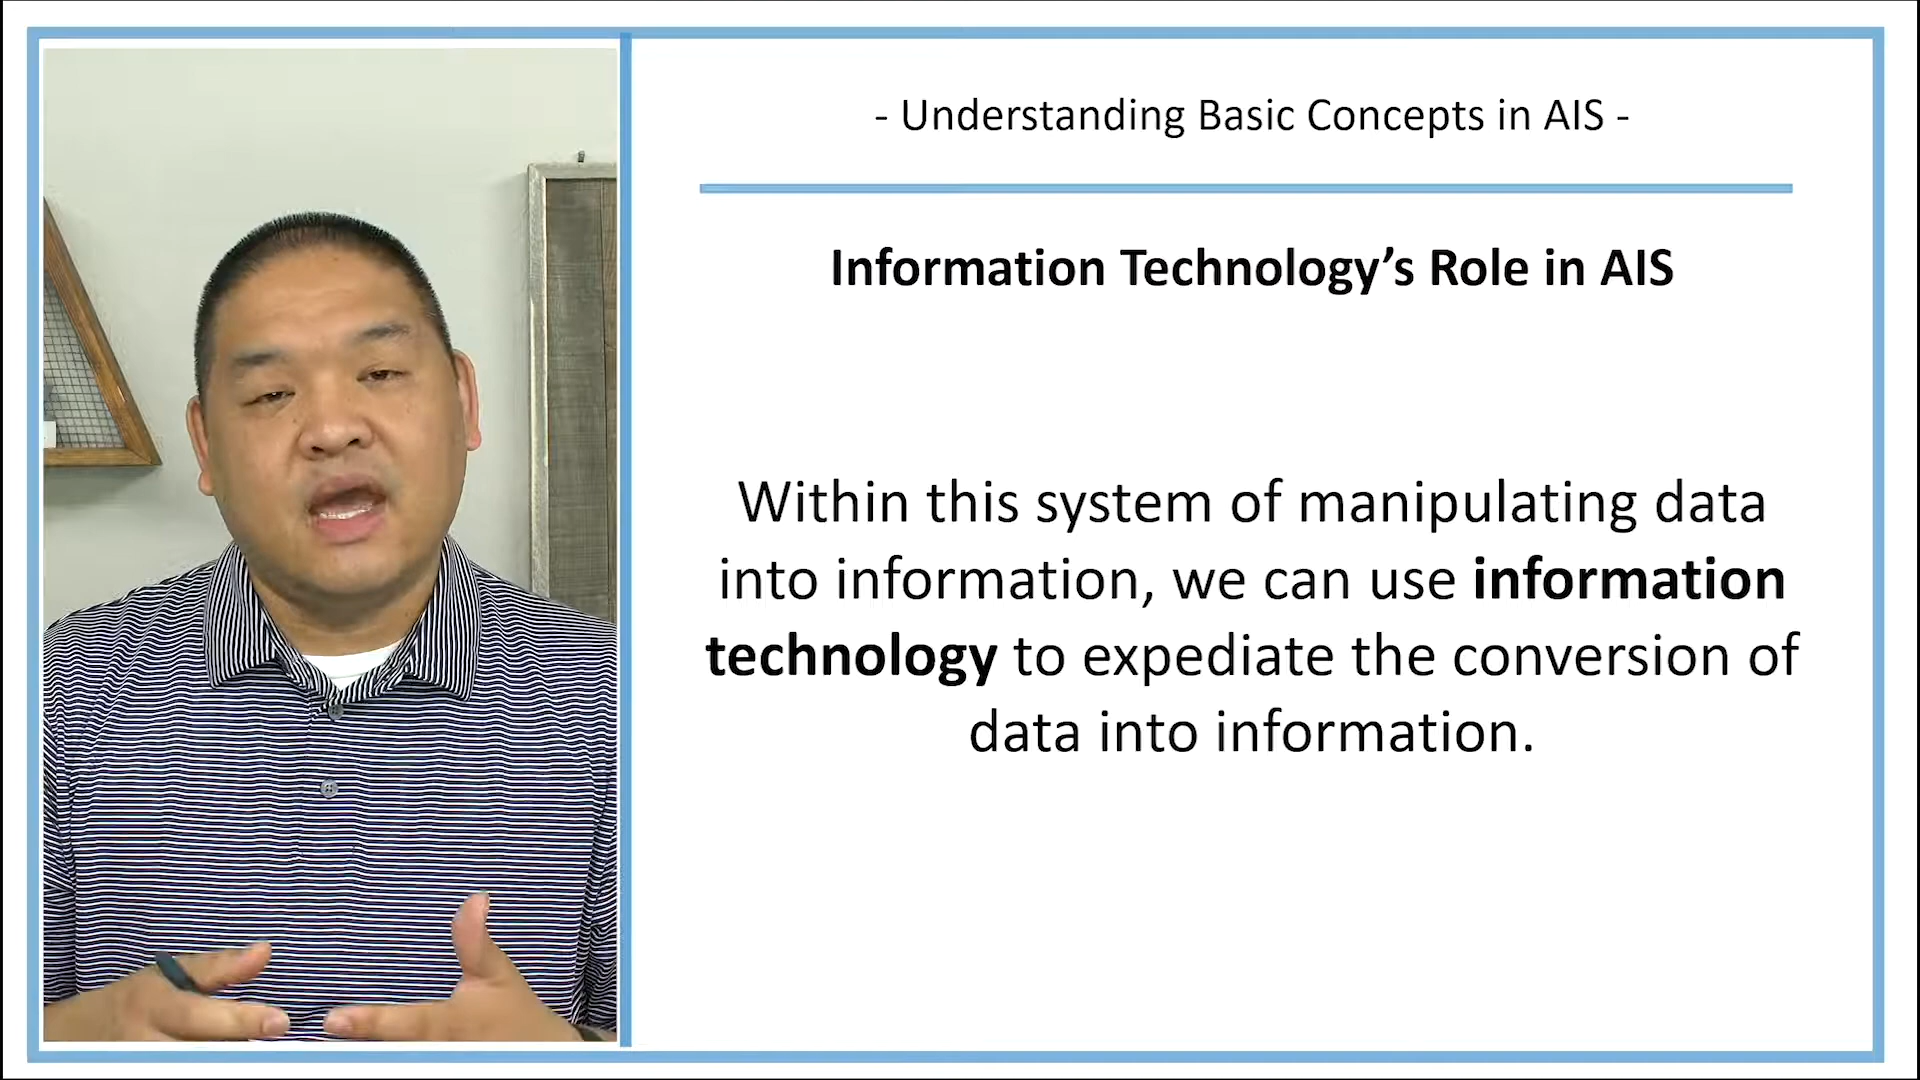 - Understanding Basic Concepts in AIS -
Information Technology’s Role in AIS
Within this system of manipulating data
into information, we can use information
technology to expediate the conversion of
data into information.